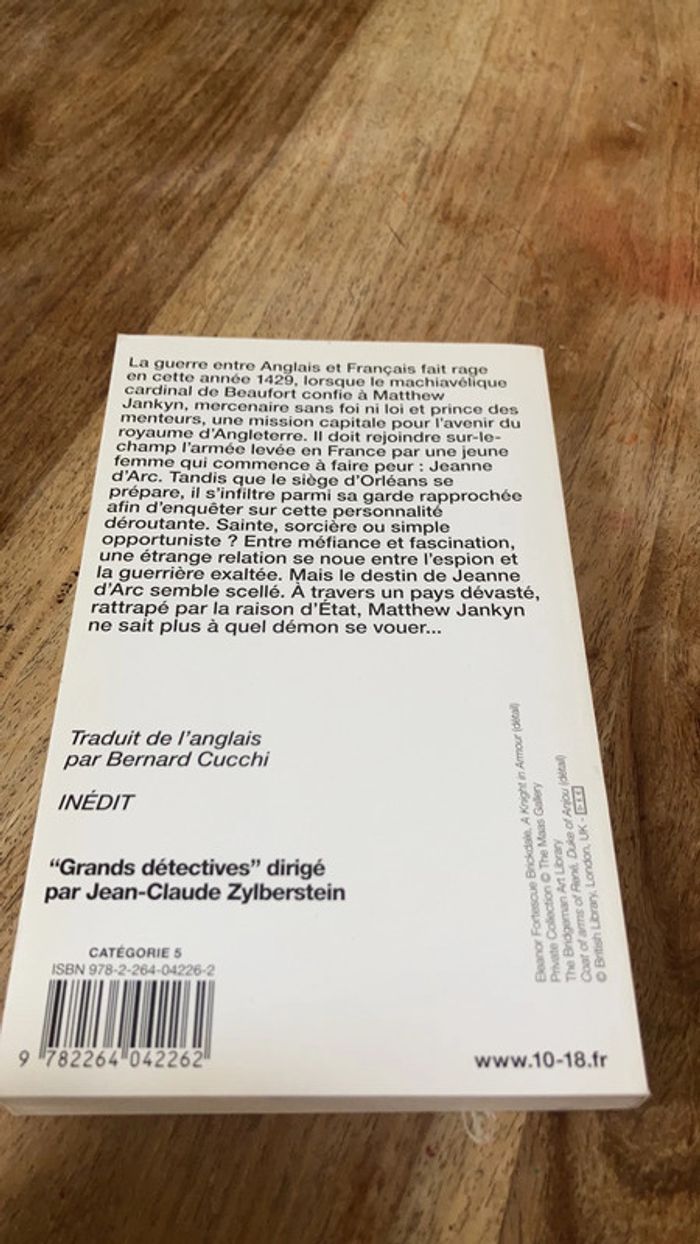 La guerre entre Anglais et Français fait rage
en cette année 1429, lorsque le machiavélique
cardinal de Beaufort confie à Matthew
Jankyn, mercenaire sans foi ni loi et prince des
menteurs, une mission capitale pour l'avenir du
royaume d'Angleterre. Il doit rejoindre sur-le-
champ l'armée levée en France par une jeune
femme qui commence à faire peur : Jeanne
d'Arc. Tandis que le siège d'Orléans se
prépare, il s'infiltre parmi sa garde rapprochée
afin d'enquêter sur cette personnalité
déroutante. Sainte, sorcière ou simple
opportuniste ? Entre méfiance et fascination,
une étrange relation se noue entre l'espion et
la guerrière exaltée. Mais le destin de Jeanne
d'Arc semble scellé. À travers un pays dévasté,
rattrapé par la raison d'État, Matthew Jankyn
ne sait plus à quel démon se vouer...
Traduit de l'anglais
par Bernard Cucchi
INÉDIT
"Grands détectives" dirigé
par Jean-Claude Zylberstein
CATÉGORIE 5
ISBN 978-2-264-04226-2
9 782264 042262
www.10-18.fr
Eleanor Fortescue Brickdale, A Knight in Armour (détail)
Private Collection © The Maas Gallery
The Bridgeman Art Library
Coat of arms of René, Duke of Anjou (détail)
© British Library, London, UK -